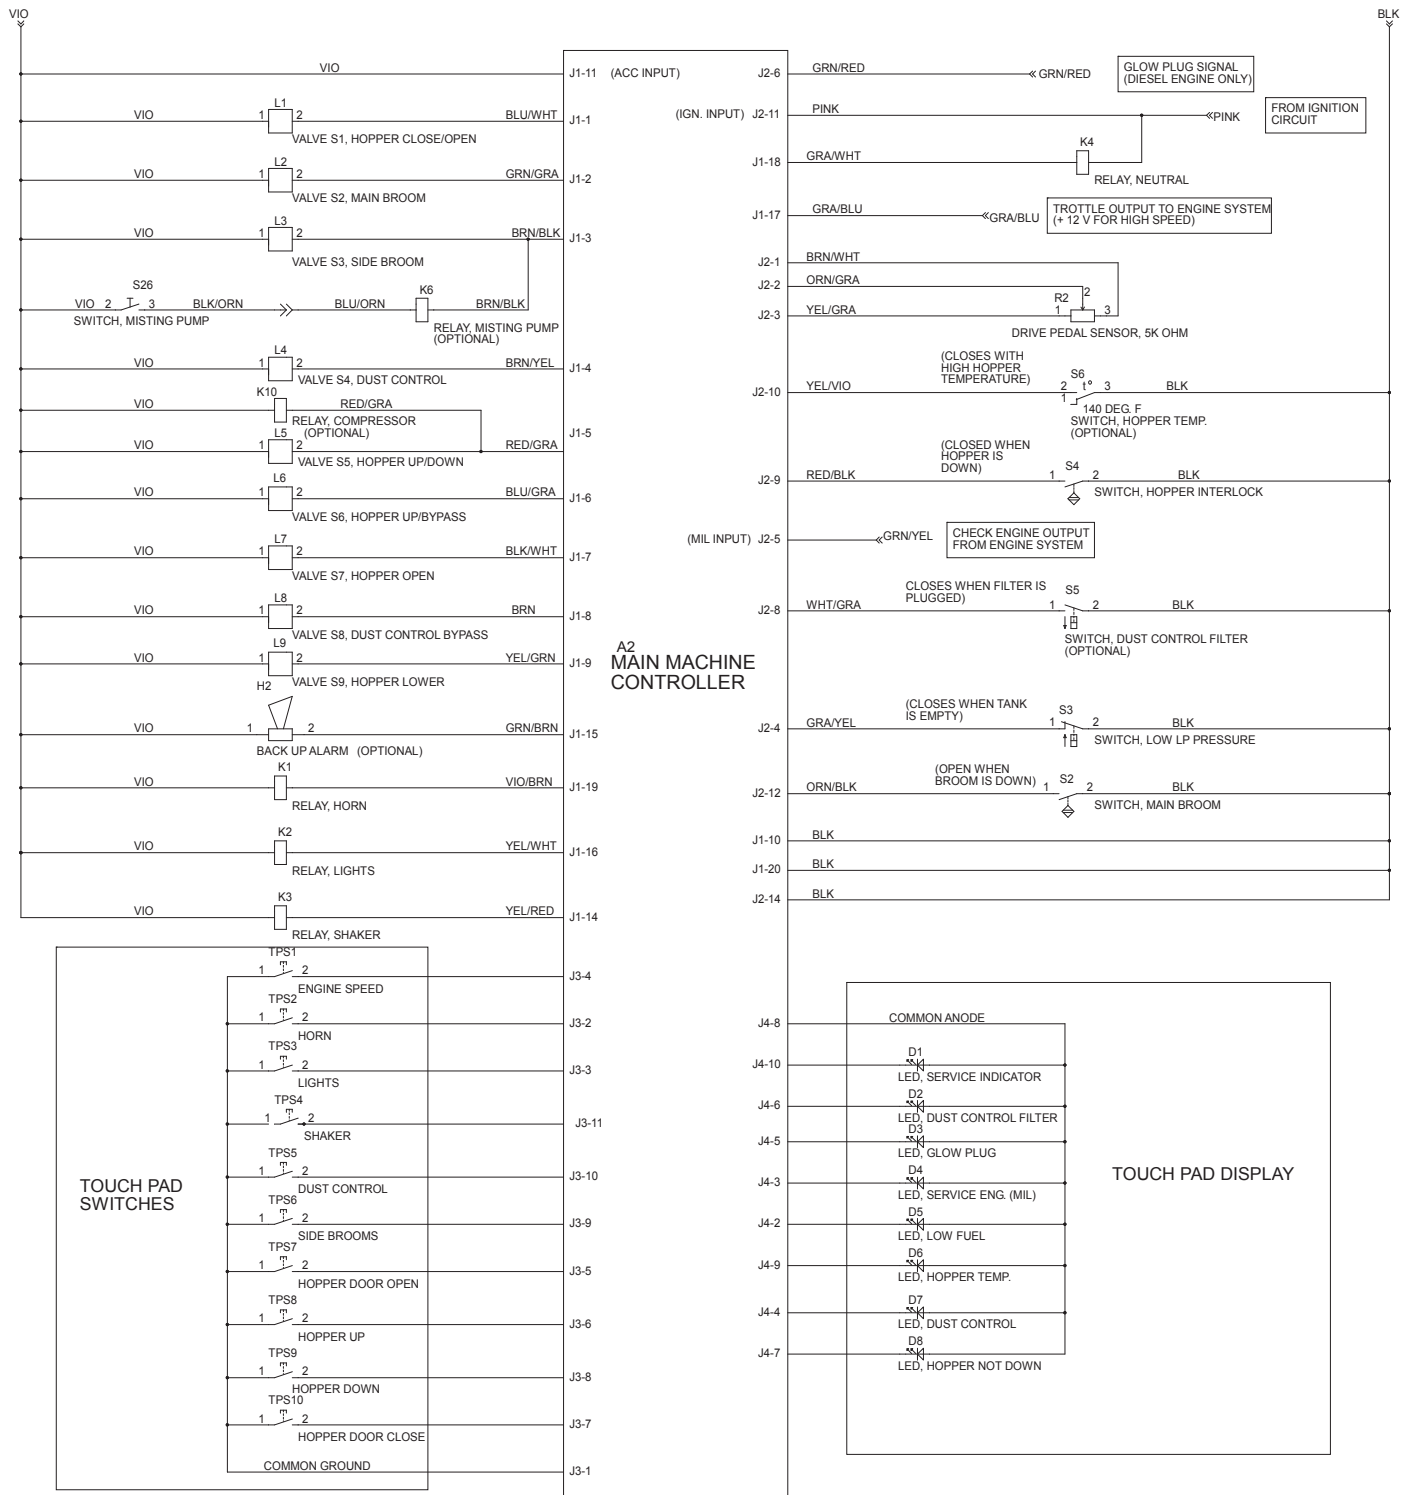 VIO
BLK
VIO
J1-11 (ACC INPUT)
L1
VIO 1 2 BLU/WHT J1-1
VALVE S1, HOPPER CLOSE/OPEN
L2
VIO 1 2 GRN/GRA J1-2
VALVE S2, MAIN BROOM
L3
VIO 1 2 BRN/BLK J1-3
VALVE S3, SIDE BROOM
S26
VIO 2 3 BLK/ORN BLU/ORN K6 BRN/BLK
SWITCH, MISTING PUMP
RELAY, MISTING PUMP
(OPTIONAL)
L4
VIO 1 2 BRN/YEL J1-4
VALVE S4, DUST CONTROL
K10
VIO RED/GRA
RELAY, COMPRESSOR
(OPTIONAL)
J1-5
L5
VIO 1 2 RED/GRA
VALVE S5, HOPPER UP/DOWN
L6
VIO 1 2 BLU/GRA J1-6
VALVE S6, HOPPER UP/BYPASS
L7
VIO 1 2 BLK/WHT J1-7
VALVE S7, HOPPER OPEN
L8
VIO 1 2 BRN J1-8
VALVE S8, DUST CONTROL BYPASS
L9
VIO 1 2 YEL/GRN J1-9
VALVE S9, HOPPER LOWER
H2
VIO 1 2 GRN/BRN J1-15
BACK UP ALARM (OPTIONAL)
K1
VIO VIO/BRN J1-19
RELAY, HORN
K2
VIO YEL/WHT J1-16
RELAY, LIGHTS
K3
VIO YEL/RED J1-14
RELAY, SHAKER
A2
MAIN MACHINE
CONTROLLER
J2-6 GRN/RED GRN/RED
GLOW PLUG SIGNAL
(DIESEL ENGINE ONLY)
(IGN. INPUT) J2-11 PINK PINK
FROM IGNITION
CIRCUIT
K4
J1-18 GRA/WHT
RELAY, NEUTRAL
J1-17 GRA/BLU GRA/BLU
TROTTLE OUTPUT TO ENGINE SYSTEM
(+ 12 V FOR HIGH SPEED)
J2-1 BRN/WHT
J2-2 ORN/GRA
R2 2
J2-3 YEL/GRA 1 3
DRIVE PEDAL SENSOR, 5K OHM
(CLOSES WITH
HIGH HOPPER
TEMPERATURE)
S6
J2-10 YEL/VIO 2 t° 3 BLK
1
140 DEG. F
SWITCH, HOPPER TEMP.
(OPTIONAL)
(CLOSED WHEN
HOPPER IS
DOWN)
S4
J2-9 RED/BLK 1 2 BLK
SWITCH, HOPPER INTERLOCK
(MIL INPUT) J2-5 GRN/YEL
CHECK ENGINE OUTPUT
FROM ENGINE SYSTEM
CLOSES WHEN FILTER IS
PLUGGED)
S5
J2-8 WHT/GRA 1 2 BLK
SWITCH, DUST CONTROL FILTER
(OPTIONAL)
(CLOSES WHEN TANK
IS EMPTY)
S3
J2-4 GRA/YEL 1 2 BLK
SWITCH, LOW LP PRESSURE
(OPEN WHEN
BROOM IS DOWN)
S2
J2-12 ORN/BLK 1 2 BLK
SWITCH, MAIN BROOM
J1-10 BLK
J1-20 BLK
J2-14 BLK
TOUCH PAD
SWITCHES
TPS1
1 2 J3-4
ENGINE SPEED
TPS2
1 2 J3-2
HORN
TPS3
1 2 J3-3
LIGHTS
TPS4
1 2 J3-11
SHAKER
TPS5
1 2 J3-10
DUST CONTROL
TPS6
1 2 J3-9
SIDE BROOMS
TPS7
1 2 J3-5
HOPPER DOOR OPEN
TPS8
1 2 J3-6
HOPPER UP
TPS9
1 2 J3-8
HOPPER DOWN
TPS10
1 2 J3-7
HOPPER DOOR CLOSE
COMMON GROUND J3-1
J4-8 COMMON ANODE
D1
J4-10
LED, SERVICE INDICATOR
D2
J4-6
LED, DUST CONTROL FILTER
D3
J4-5
LED, GLOW PLUG
D4
J4-3
LED, SERVICE ENG. (MIL)
D5
J4-2
LED, LOW FUEL
D6
J4-9
LED, HOPPER TEMP.
D7
J4-4
LED, DUST CONTROL
D8
J4-7
LED, HOPPER NOT DOWN
TOUCH PAD DISPLAY